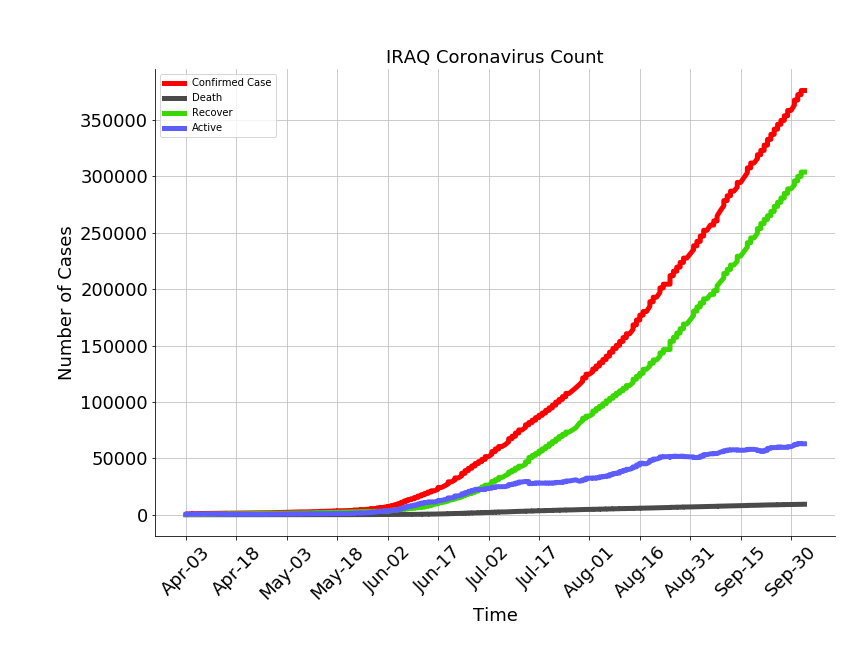 IRAQ Coronavirus Count
Confirmed Case
Death
Recover
Active
Number of Cases
350000
300000
250000
200000
150000
100000
50000
0
Apr-03
Apr-18
May-03
May-18
Jun-02
Jun-17
Jul-02
Jul-17
Aug-01
Aug-16
Aug-31
Sep-15
Sep-30
Time